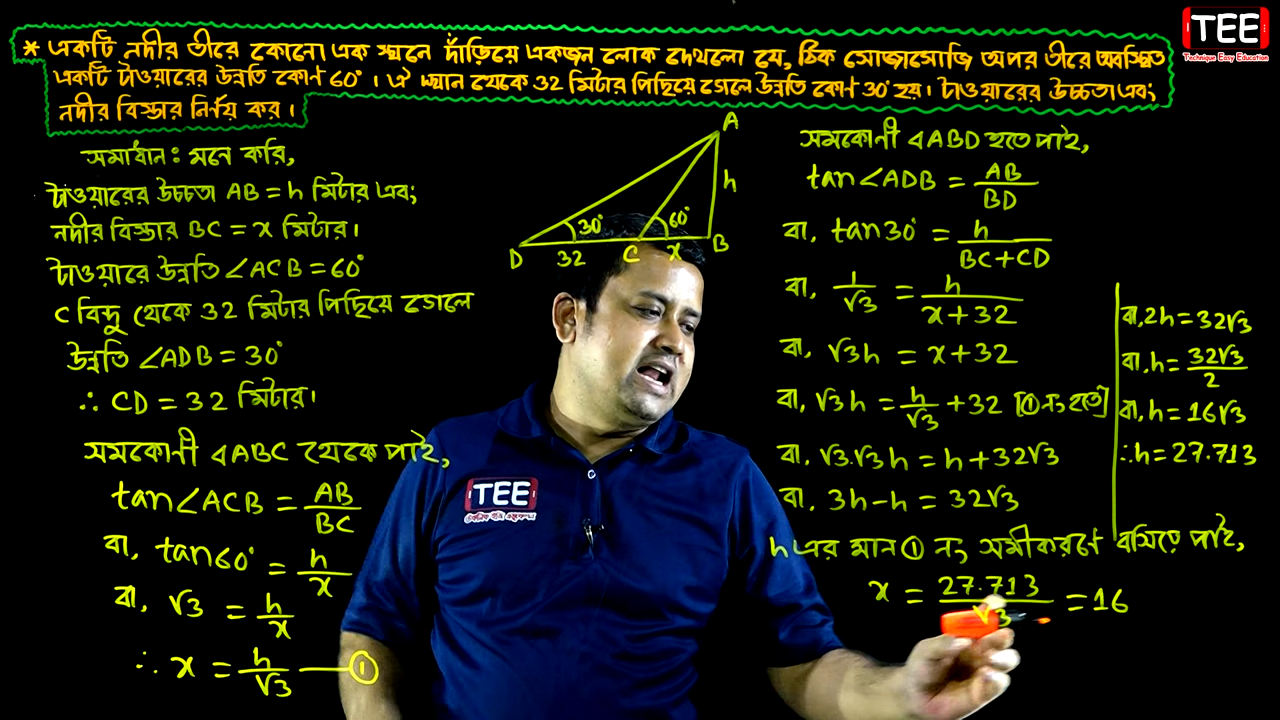 * একটি নদীর তীরে কোনো এক স্থানে দাঁড়িয়ে একজন লোক দেখলো যে, ঠিক সোজাসোজি অপর তীরে অবস্থিত
একটি টাওয়ারের উন্নতি কোণ 60°। ঐ স্থান থেকে 32 মিটার পিছিয়ে গেলে উন্নতি কোণ 30° হয়। টাওয়ারের উচ্চতা এবং
নদীর বিস্তার নির্ণয় কর।
TEE
Technique Easy Education
সমাধান: মনে করি,
টাওয়ারের উচ্চতা AB = h মিটার এবং
নদীর বিস্তার BC = x মিটার।
টাওয়ারে উন্নতি ∠ACB = 60°
C বিন্দু থেকে 32 মিটার পিছিয়ে গেলে
উন্নতি ∠ADB = 30°
∴ CD = 32 মিটার।
সমকোণী ⊿ABC থেকে পাই,
tan∠ACB = AB/BC
বা, tan60° = h/x
বা, √3 = h/x
∴ x = h/√3 —— ①
A
h
30°
60°
D
32
C
x
B
TEE
সমকোণী ⊿ABD হতে পাই,
tan∠ADB = AB/BD
বা, tan30° = h/BC+CD
বা, 1/√3 = h/x+32
বা, √3h = x+32
বা, √3h = h/√3 + 32 [① নং হতে]
বা, √3.√3h = h+32√3
বা, 3h-h = 32√3
বা, 2h = 32√3
বা, h = 32√3/2
বা, h = 16√3
∴ h = 27.713
h এর মান ① নং সমীকরণে বসিয়ে পাই,
x = 27.713/√3 = 16